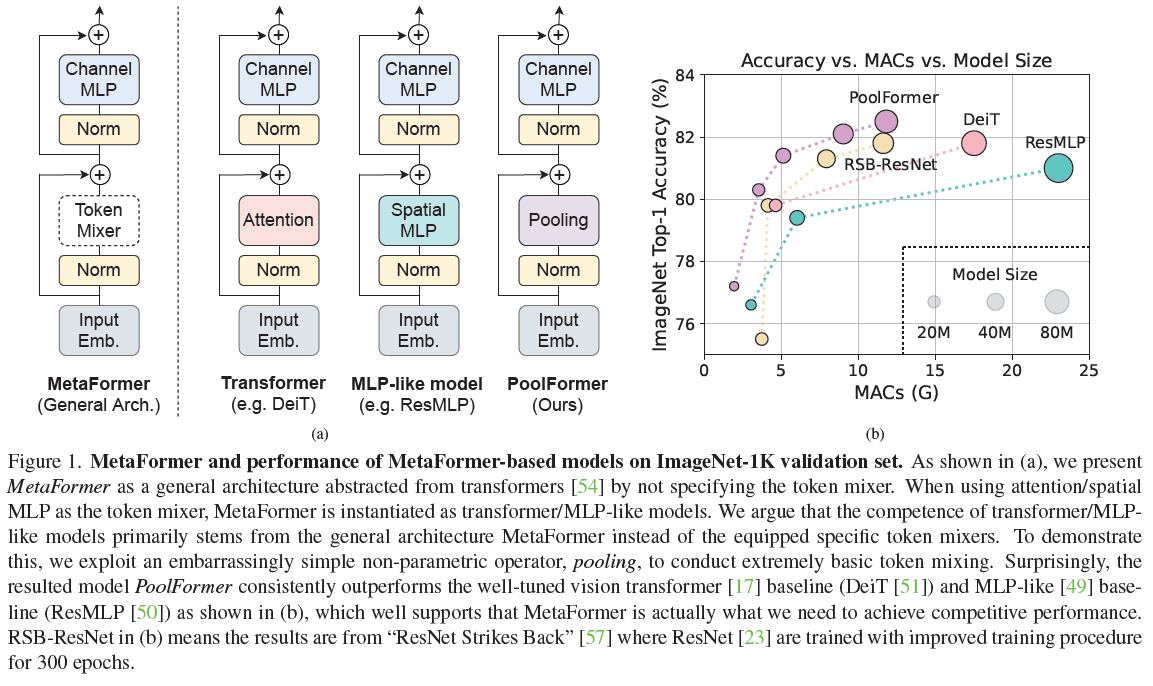 +
Channel
MLP
Norm
+
Token
Mixer
Norm
Input
Emb.
MetaFormer
(General Arch.)
+
Channel
MLP
Norm
+
Attention
Norm
Input
Emb.
Transformer
(e.g. DeiT)
+
Channel
MLP
Norm
+
Spatial
MLP
Norm
Input
Emb.
MLP-like model
(e.g. ResMLP)
+
Channel
MLP
Norm
+
Pooling
Norm
Input
Emb.
PoolFormer
(Ours)
(a)
Accuracy vs. MACs vs. Model Size
ImageNet Top-1 Accuracy (%)
84
82
80
78
76
PoolFormer
DeiT
RSB-ResNet
ResMLP
Model Size
20M 40M 80M
0 5 10 15 20 25
MACs (G)
(b)
Figure 1. MetaFormer and performance of MetaFormer-based models on ImageNet-1K validation set. As shown in (a), we present
MetaFormer as a general architecture abstracted from transformers [54] by not specifying the token mixer. When using attention/spatial
MLP as the token mixer, MetaFormer is instantiated as transformer/MLP-like models. We argue that the competence of transformer/MLP-
like models primarily stems from the general architecture MetaFormer instead of the equipped specific token mixers. To demonstrate
this, we exploit an embarrassingly simple non-parametric operator, pooling, to conduct extremely basic token mixing. Surprisingly, the
resulted model PoolFormer consistently outperforms the well-tuned vision transformer [17] baseline (DeiT [51]) and MLP-like [49] base-
line (ResMLP [50]) as shown in (b), which well supports that MetaFormer is actually what we need to achieve competitive performance.
RSB-ResNet in (b) means the results are from “ResNet Strikes Back” [57] where ResNet [23] are trained with improved training procedure
for 300 epochs.